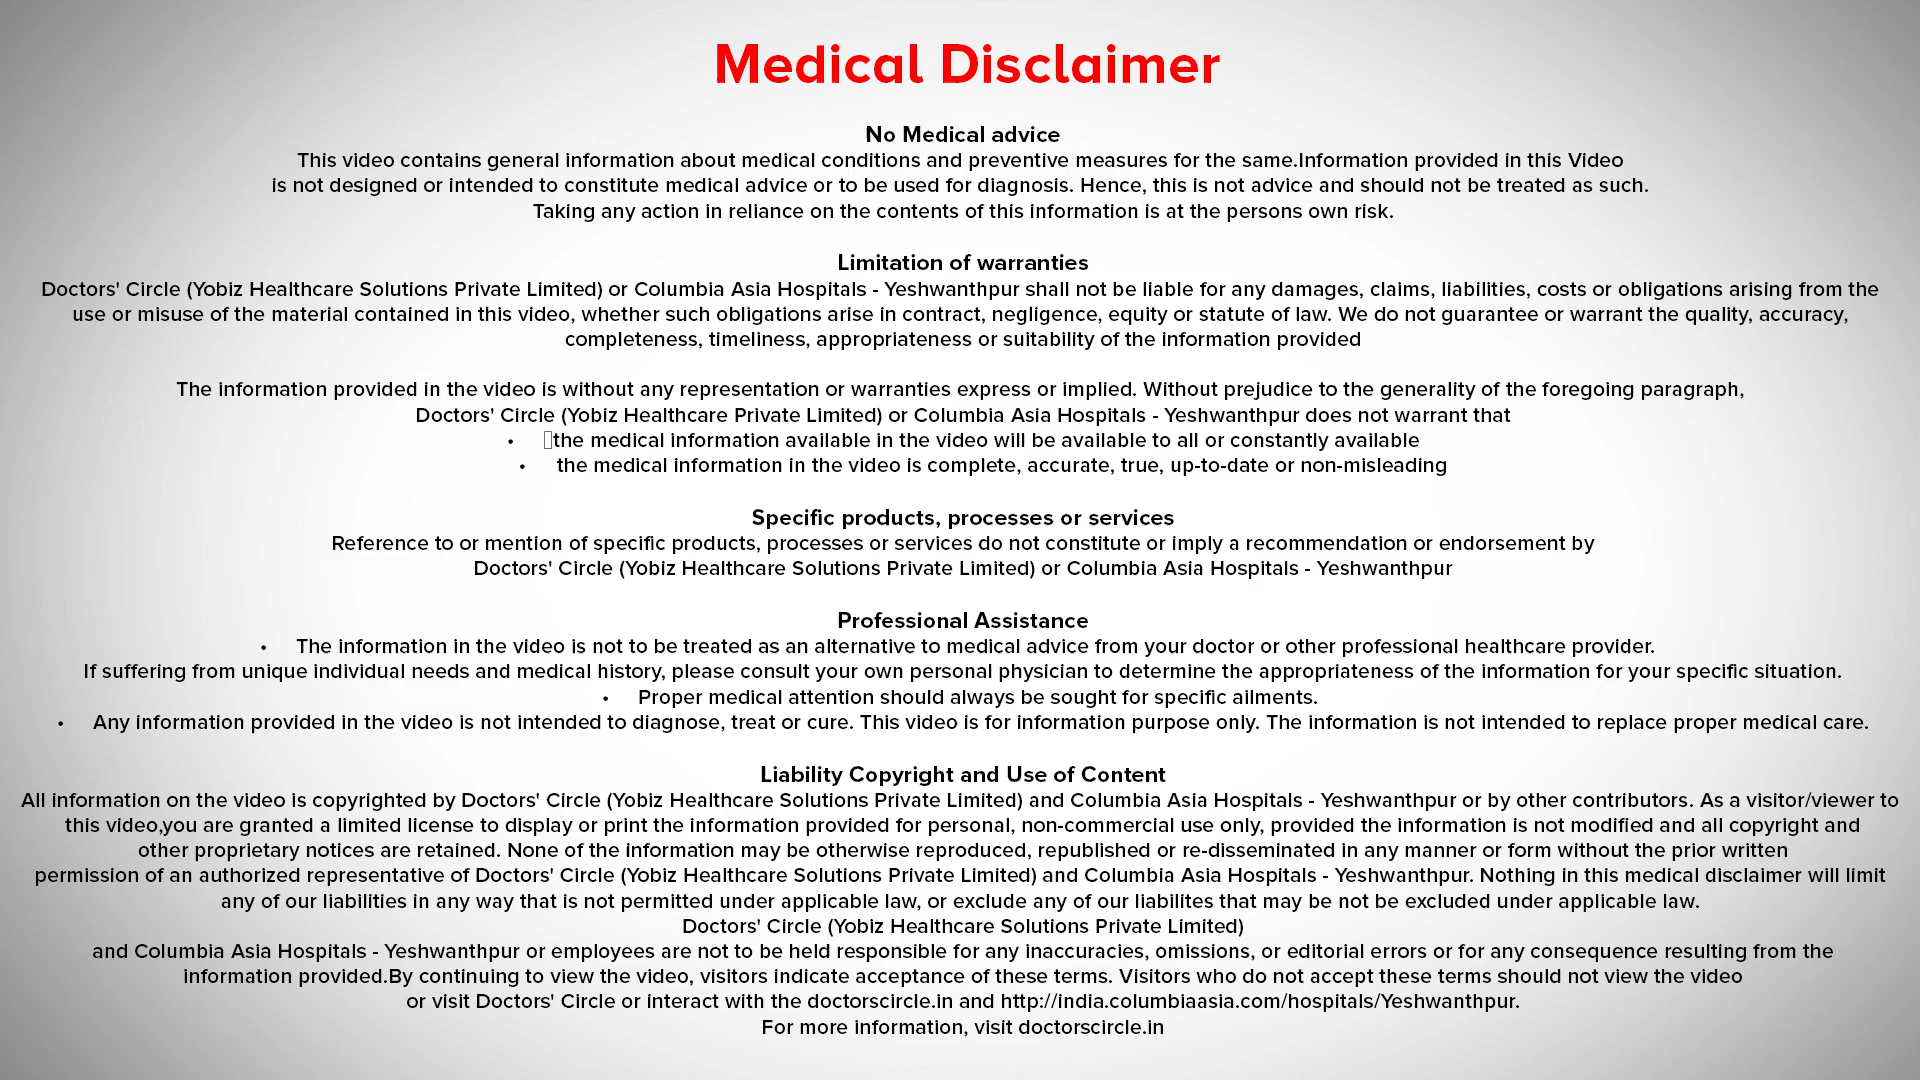 Medical Disclaimer
No Medical advice
This video contains general information about medical conditions and preventive measures for the same.Information provided in this Video
is not designed or intended to constitute medical advice or to be used for diagnosis. Hence, this is not advice and should not be treated as such.
Taking any action in reliance on the contents of this information is at the persons own risk.
Limitation of warranties
Doctors' Circle (Yobiz Healthcare Solutions Private Limited) or Columbia Asia Hospitals - Yeshwanthpur shall not be liable for any damages, claims, liabilities, costs or obligations arising from the
use or misuse of the material contained in this video, whether such obligations arise in contract, negligence, equity or statute of law. We do not guarantee or warrant the quality, accuracy,
completeness, timeliness, appropriateness or suitability of the information provided
The information provided in the video is without any representation or warranties express or implied. Without prejudice to the generality of the foregoing paragraph,
Doctors' Circle (Yobiz Healthcare Private Limited) or Columbia Asia Hospitals - Yeshwanthpur does not warrant that
• the medical information available in the video will be available to all or constantly available
• the medical information in the video is complete, accurate, true, up-to-date or non-misleading
Specific products, processes or services
Reference to or mention of specific products, processes or services do not constitute or imply a recommendation or endorsement by
Doctors' Circle (Yobiz Healthcare Solutions Private Limited) or Columbia Asia Hospitals - Yeshwanthpur
Professional Assistance
• The information in the video is not to be treated as an alternative to medical advice from your doctor or other professional healthcare provider.
If suffering from unique individual needs and medical history, please consult your own personal physician to determine the appropriateness of the information for your specific situation.
• Proper medical attention should always be sought for specific ailments.
• Any information provided in the video is not intended to diagnose, treat or cure. This video is for information purpose only. The information is not intended to replace proper medical care.
Liability Copyright and Use of Content
All information on the video is copyrighted by Doctors' Circle (Yobiz Healthcare Solutions Private Limited) and Columbia Asia Hospitals - Yeshwanthpur or by other contributors. As a visitor/viewer to
this video,you are granted a limited license to display or print the information provided for personal, non-commercial use only, provided the information is not modified and all copyright and
other proprietary notices are retained. None of the information may be otherwise reproduced, republished or re-disseminated in any manner or form without the prior written
permission of an authorized representative of Doctors' Circle (Yobiz Healthcare Solutions Private Limited) and Columbia Asia Hospitals - Yeshwanthpur. Nothing in this medical disclaimer will limit
any of our liabilities in any way that is not permitted under applicable law, or exclude any of our liabilites that may be not be excluded under applicable law.
Doctors' Circle (Yobiz Healthcare Solutions Private Limited)
and Columbia Asia Hospitals - Yeshwanthpur or employees are not to be held responsible for any inaccuracies, omissions, or editorial errors or for any consequence resulting from the
information provided.By continuing to view the video, visitors indicate acceptance of these terms. Visitors who do not accept these terms should not view the video
or visit Doctors' Circle or interact with the doctorscircle.in and http://india.columbiaasia.com/hospitals/Yeshwanthpur.
For more information, visit doctorscircle.in